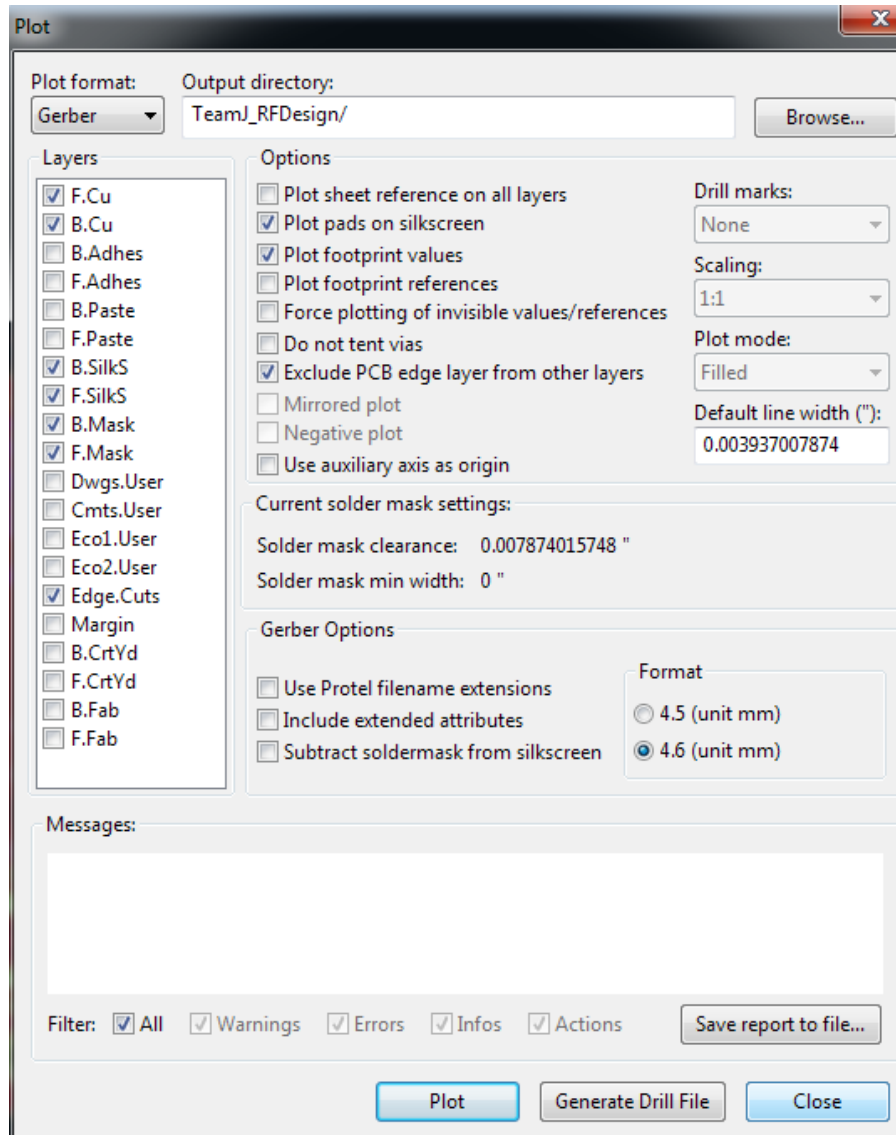 Plot
Plot format:
Output directory:
Gerber
TeamJ_RFDesign/
Browse...
Layers
F.Cu
B.Cu
B.Adhes
F.Adhes
B.Paste
F.Paste
B.SilkS
F.SilkS
B.Mask
F.Mask
Dwgs.User
Cmts.User
Eco1.User
Eco2.User
Edge.Cuts
Margin
B.CrtYd
F.CrtYd
B.Fab
F.Fab
Options
Plot sheet reference on all layers
Plot pads on silkscreen
Plot footprint values
Plot footprint references
Force plotting of invisible values/references
Do not tent vias
Exclude PCB edge layer from other layers
Mirrored plot
Negative plot
Use auxiliary axis as origin
Drill marks:
None
Scaling:
1:1
Plot mode:
Filled
Default line width ("):
0.003937007874
Current solder mask settings:
Solder mask clearance: 0.007874015748 "
Solder mask min width: 0 "
Gerber Options
Use Protel filename extensions
Include extended attributes
Subtract soldermask from silkscreen
Format
4.5 (unit mm)
4.6 (unit mm)
Messages:
Filter: All Warnings Errors Infos Actions
Save report to file...
Plot
Generate Drill File
Close